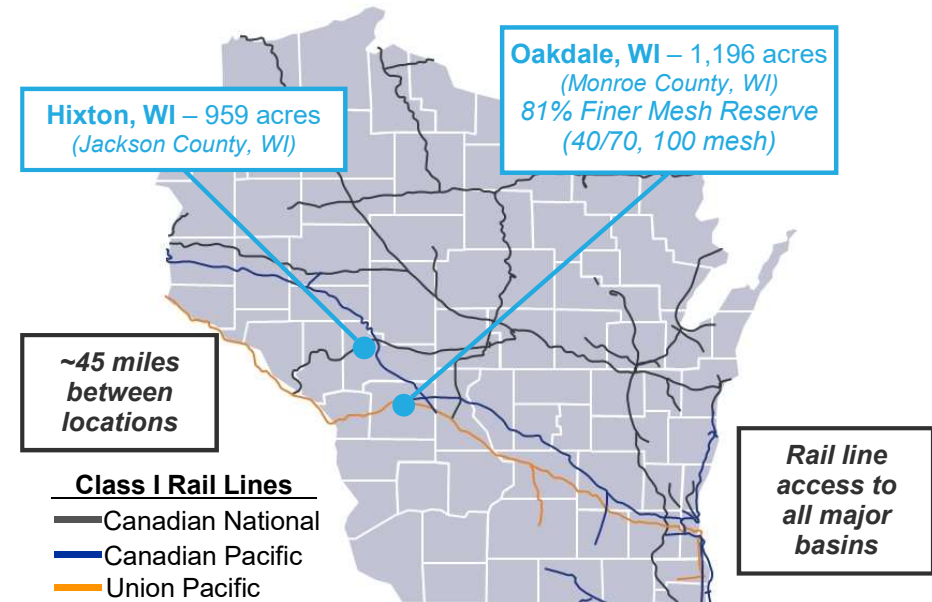 Hixton, WI – 959 acres
(Jackson County, WI)
Oakdale, WI – 1,196 acres
(Monroe County, WI)
81% Finer Mesh Reserve
(40/70, 100 mesh)
~45 miles
between
locations
Class I Rail Lines
Canadian National
Canadian Pacific
Union Pacific
Rail line
access to
all major
basins